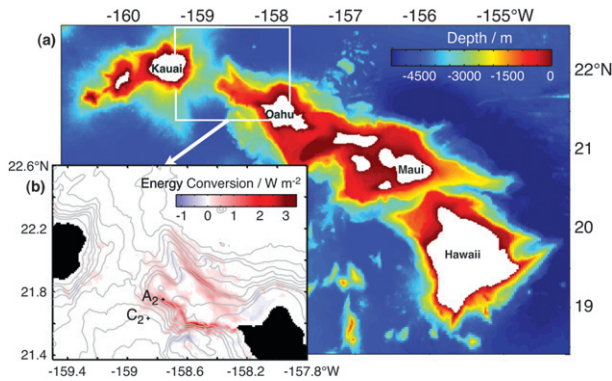 -160 -159 -158 -157 -156 -155°W
(a)
Depth / m
-4500 -3000 -1500 0
22°N
Kauai
Oahu
21
Maui
20
Hawaii
19
22.6°N
(b)
Energy Conversion / W m⁻²
-1 0 1 2 3
22.2
21.8
A₂
C₂
21.4
-159.4 -159 -158.6 -158.2 -157.8°W